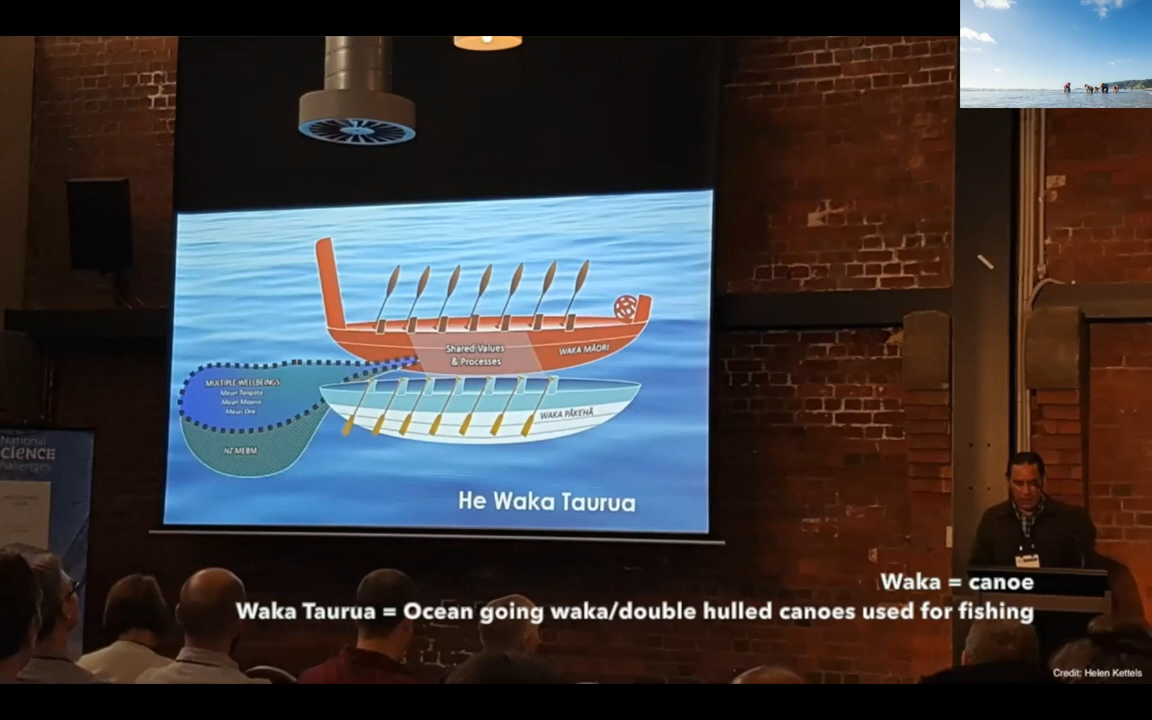 Shared Values
& Processes
WAKA MĀORI
MULTIPLE WELLBEINGS
Mauri Tangata
Mauri Moana
Mauri Ora
WAKA PĀKEHĀ
NZ-MEBM
He Waka Taurua
National
SCIENCE
Challenges
Waka = canoe
Waka Taurua = Ocean going waka/double hulled canoes used for fishing
Credit: Helen Kettels